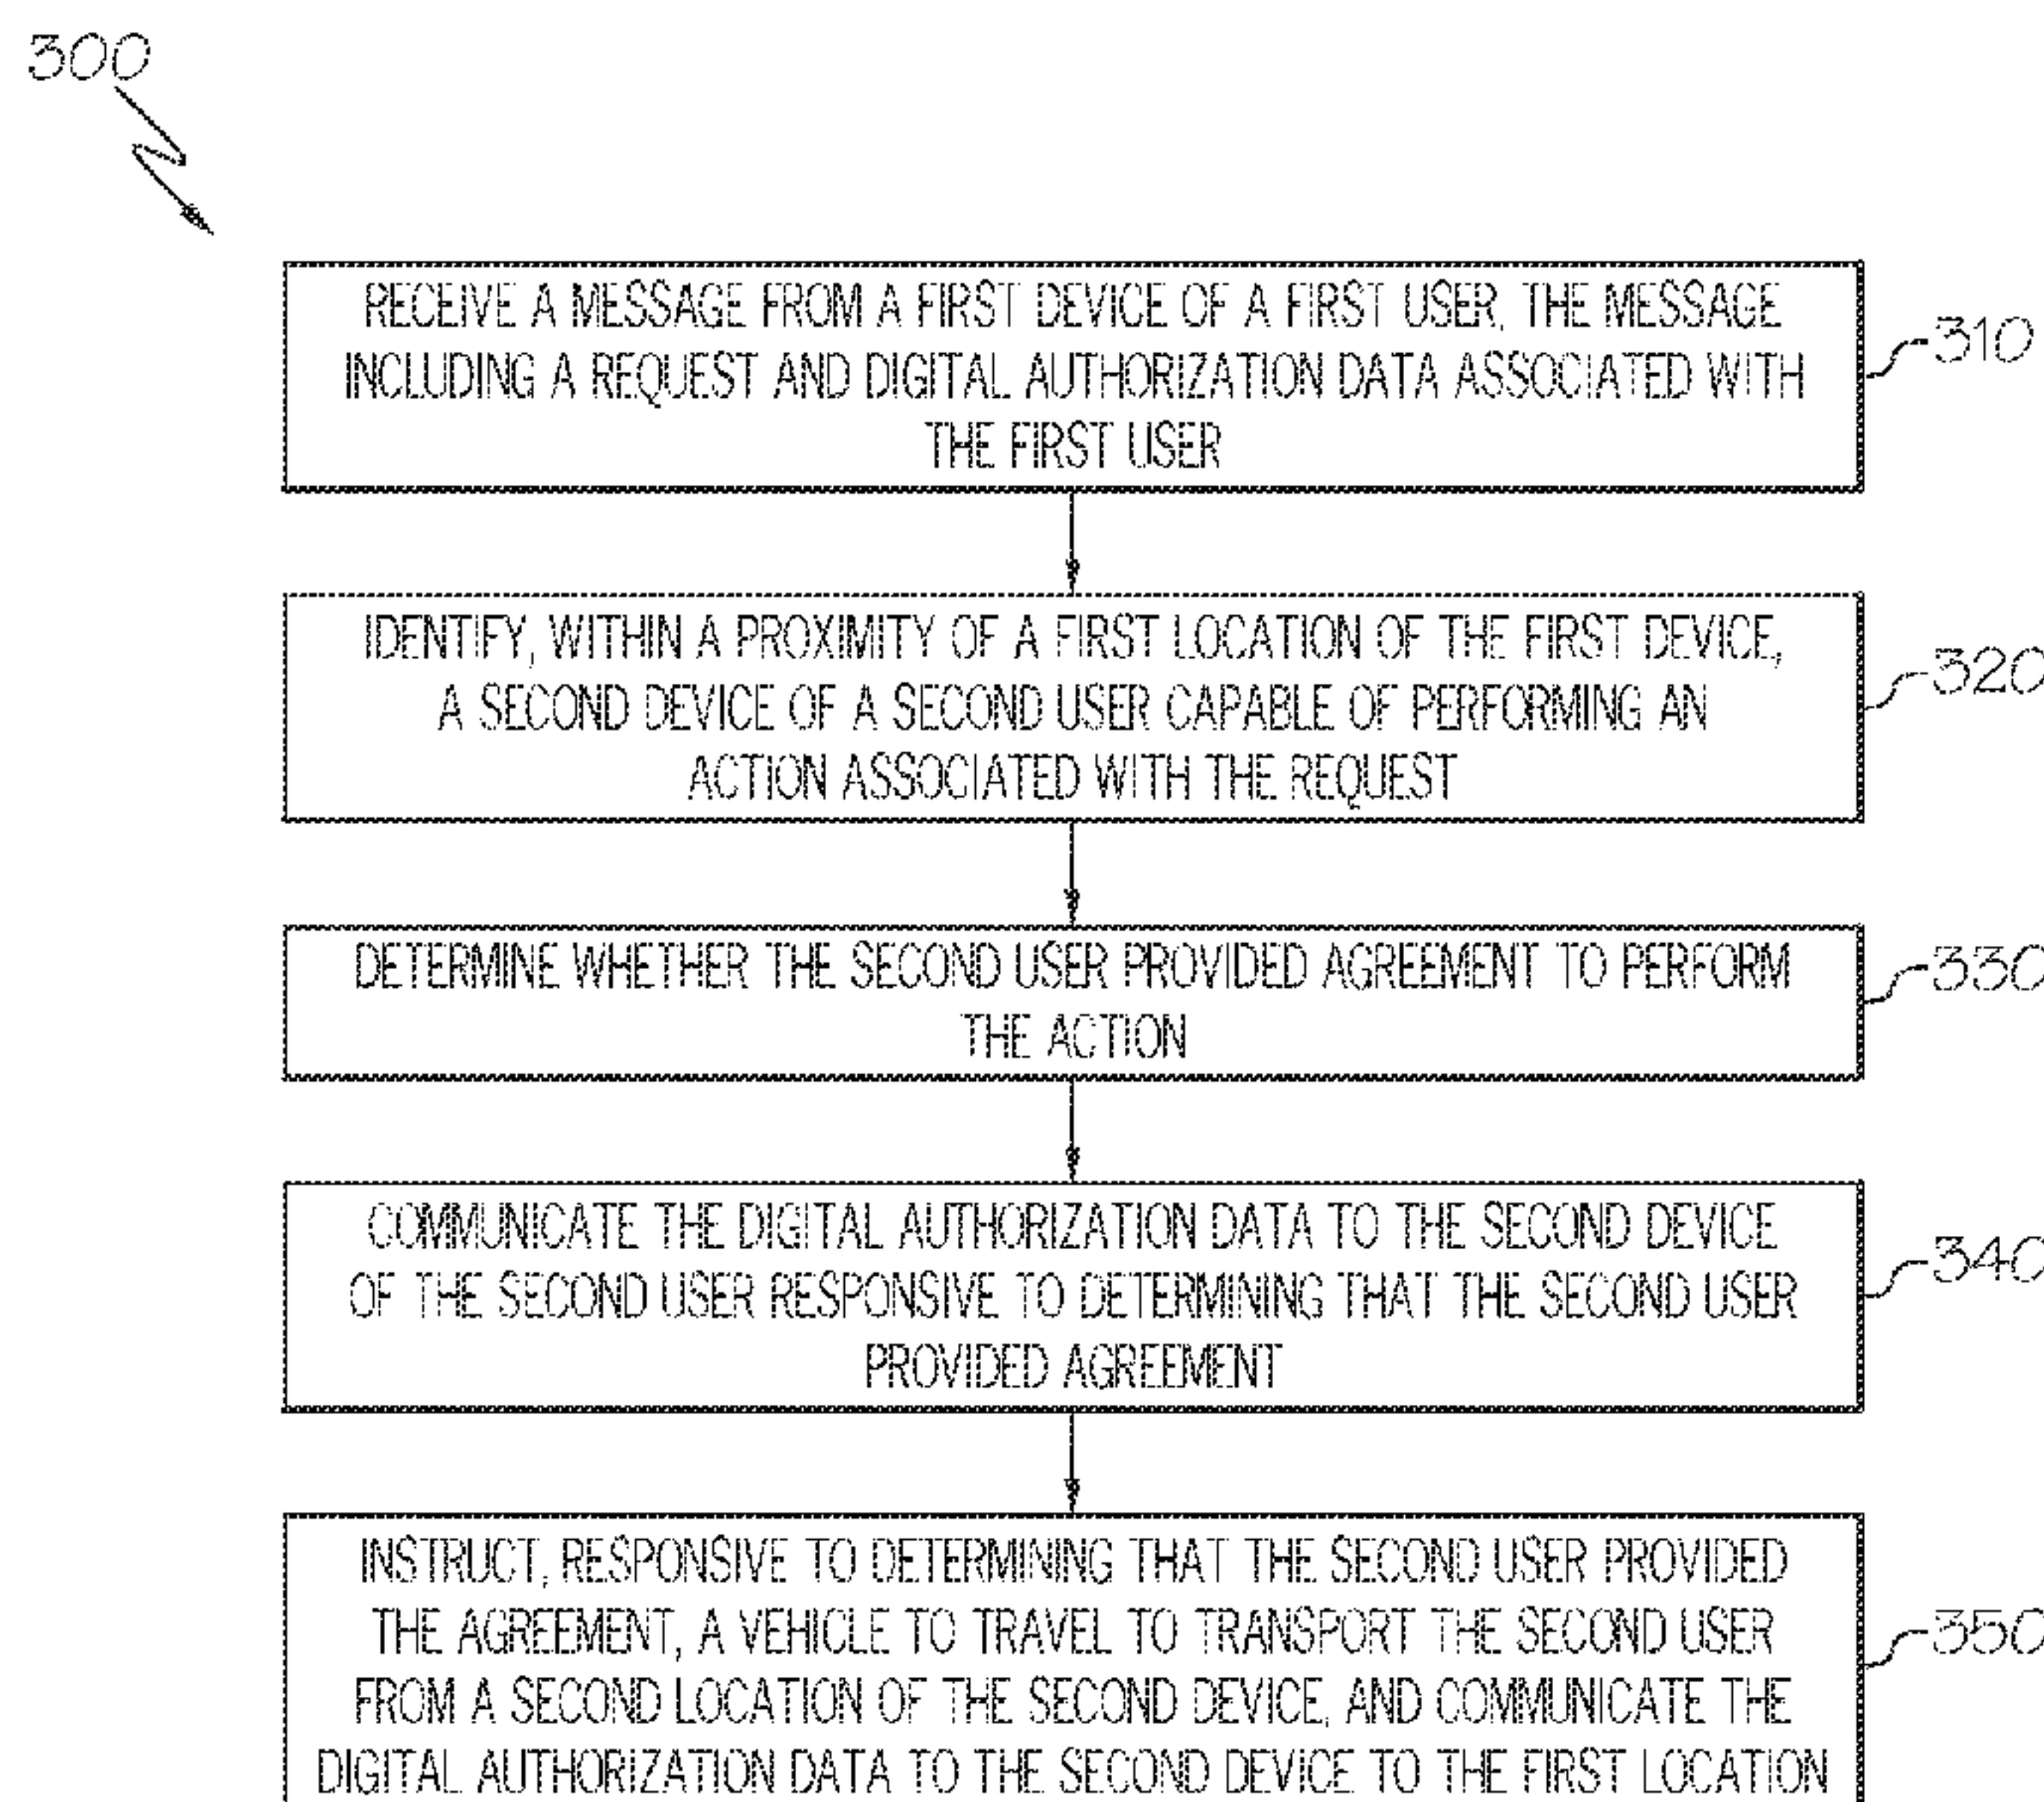 300
RECEIVE A MESSAGE FROM A FIRST DEVICE OF A FIRST USER, THE MESSAGE
INCLUDING A REQUEST AND DIGITAL AUTHORIZATION DATA ASSOCIATED WITH
THE FIRST USER
310
IDENTIFY, WITHIN A PROXIMITY OF A FIRST LOCATION OF THE FIRST DEVICE,
A SECOND DEVICE OF A SECOND USER CAPABLE OF PERFORMING AN
ACTION ASSOCIATED WITH THE REQUEST
320
DETERMINE WHETHER THE SECOND USER PROVIDED AGREEMENT TO PERFORM
THE ACTION
330
COMMUNICATE THE DIGITAL AUTHORIZATION DATA TO THE SECOND DEVICE
OF THE SECOND USER RESPONSIVE TO DETERMINING THAT THE SECOND USER
PROVIDED AGREEMENT
340
INSTRUCT, RESPONSIVE TO DETERMINING THAT THE SECOND USER PROVIDED
THE AGREEMENT, A VEHICLE TO TRAVEL TO TRANSPORT THE SECOND USER
FROM A SECOND LOCATION OF THE SECOND DEVICE, AND COMMUNICATE THE
DIGITAL AUTHORIZATION DATA TO THE SECOND DEVICE TO THE FIRST LOCATION
350